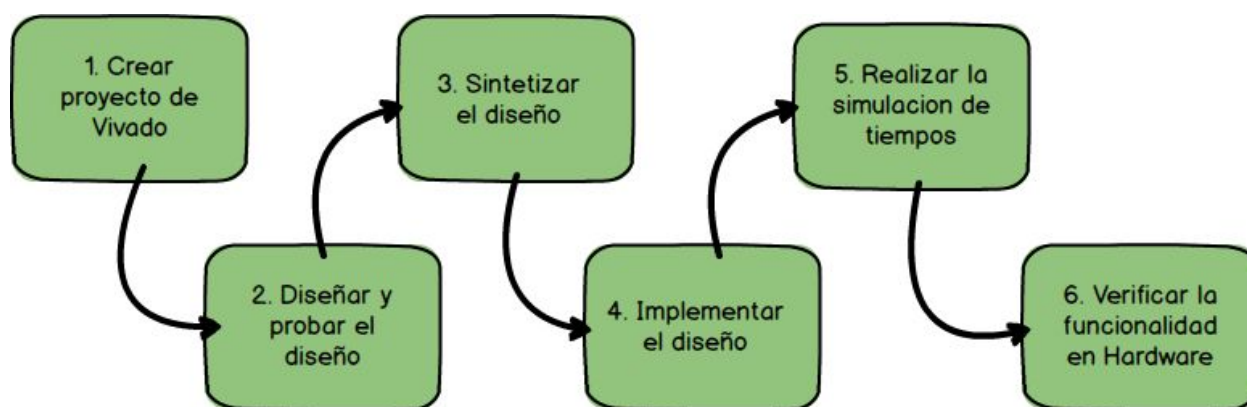 1. Crear
proyecto de
Vivado
2. Diseñar y
probar el
diseño
3. Sintetizar
el diseño
4. Implementar
el diseño
5. Realizar la
simulacion de
tiempos
6. Verificar la
funcionalidad
en Hardware